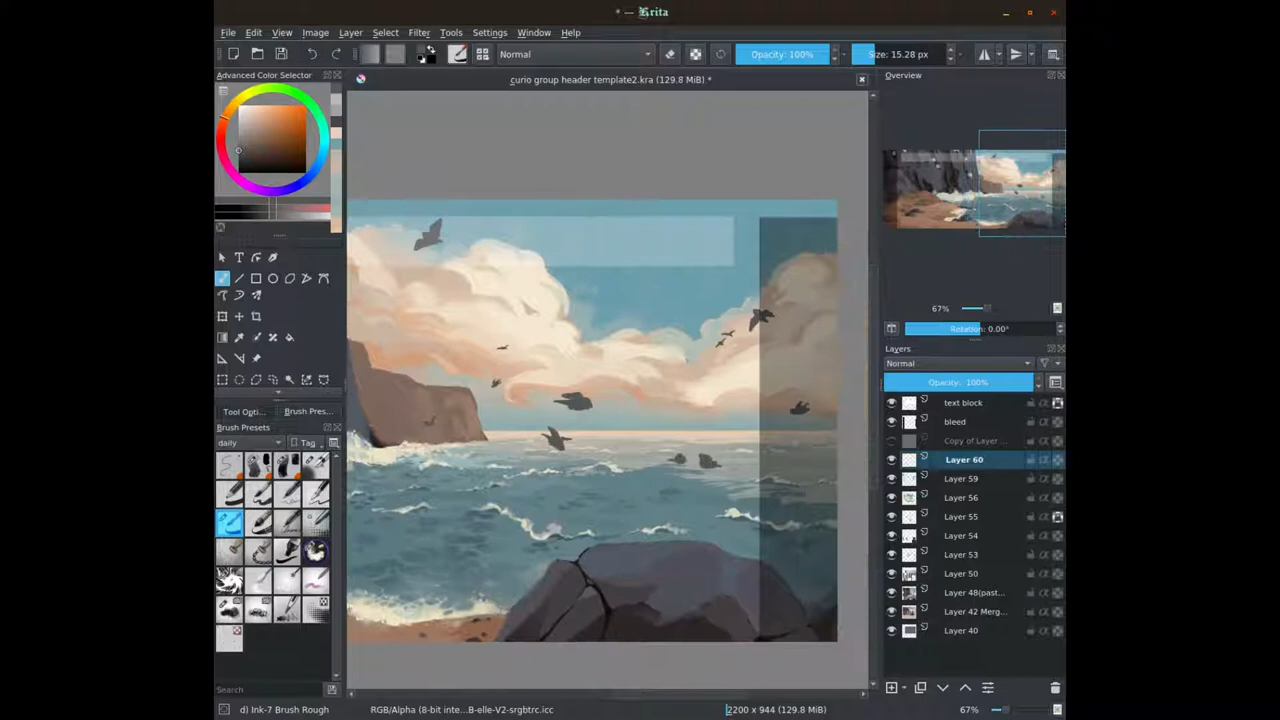 * — Krita
File Edit View Image Layer Select Filter Tools Settings Window Help
Normal
Opacity: 100%
Size: 15.28 px
Advanced Color Selector
curio group header template2.kra (129.8 MiB) *
Overview
67%
Rotation: 0.00°
Layers
Normal
Opacity: 100%
text block
bleed
Copy of Layer ...
Layer 60
Layer 59
Layer 56
Layer 55
Layer 54
Layer 53
Layer 50
Layer 48(past...
Layer 42 Merg...
Layer 40
Tool Opti...
Brush Pres...
Brush Presets
daily
Tag
Search
d) Ink-7 Brush Rough
RGB/Alpha (8-bit inte...B-elle-V2-srgbtrc.icc
2200 x 944 (129.8 MiB)
67%